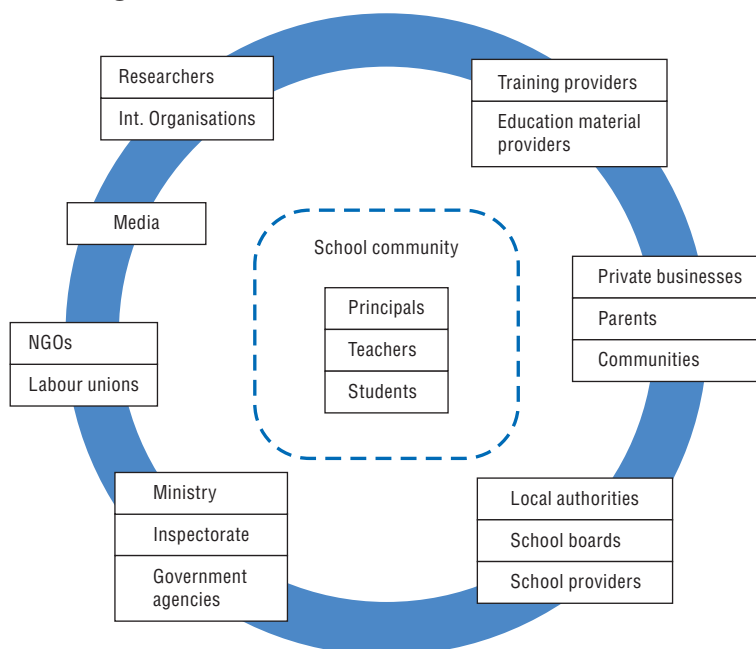 Researchers
Int. Organisations
Training providers
Education material
providers
Media
School community
Principals
Teachers
Students
Private businesses
Parents
Communities
NGOs
Labour unions
Ministry
Inspectorate
Government
agencies
Local authorities
School boards
School providers